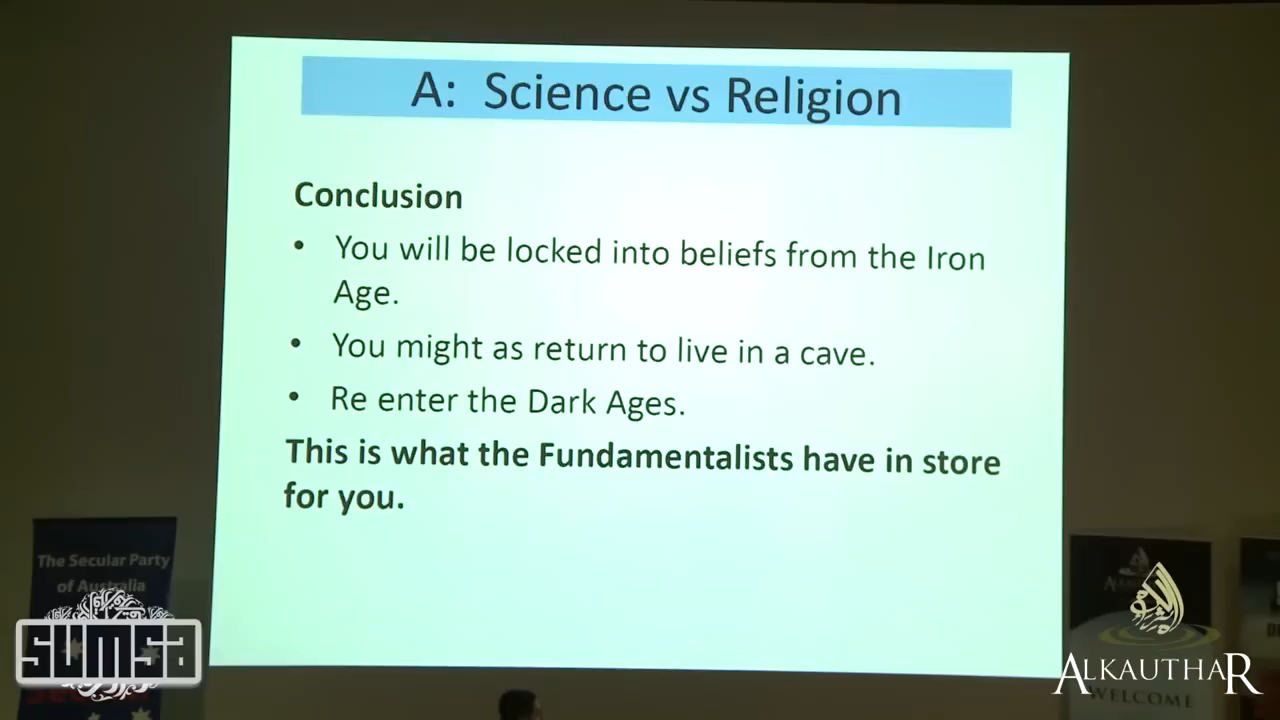 A: Science vs Religion
Conclusion
• You will be locked into beliefs from the Iron
Age.
• You might as return to live in a cave.
• Re enter the Dark Ages.
This is what the Fundamentalists have in store
for you.
The Secular Party
of Australia
SUMSA
ALKAUTHAR
WELCOME